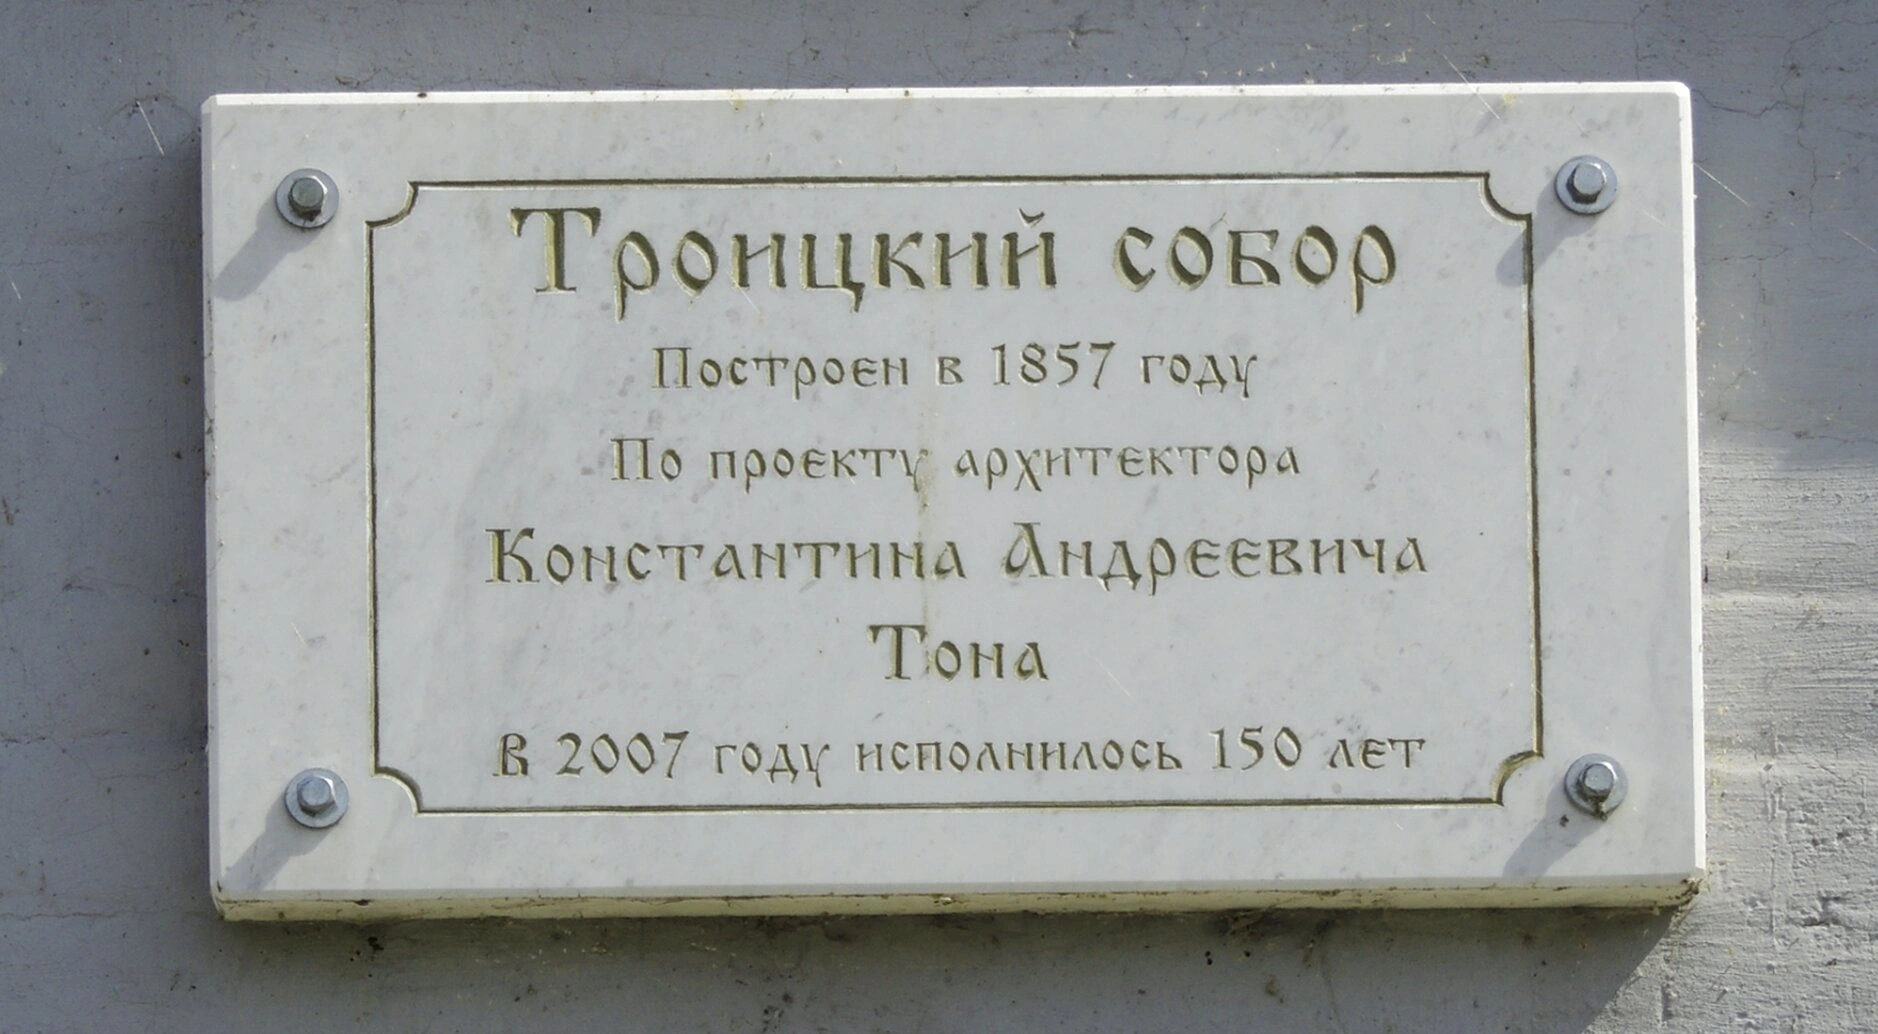 Троицкий собор
Построен в 1857 году
По проекту архитектора
Константина Андреевича
Тона
В 2007 году исполнилось 150 лет